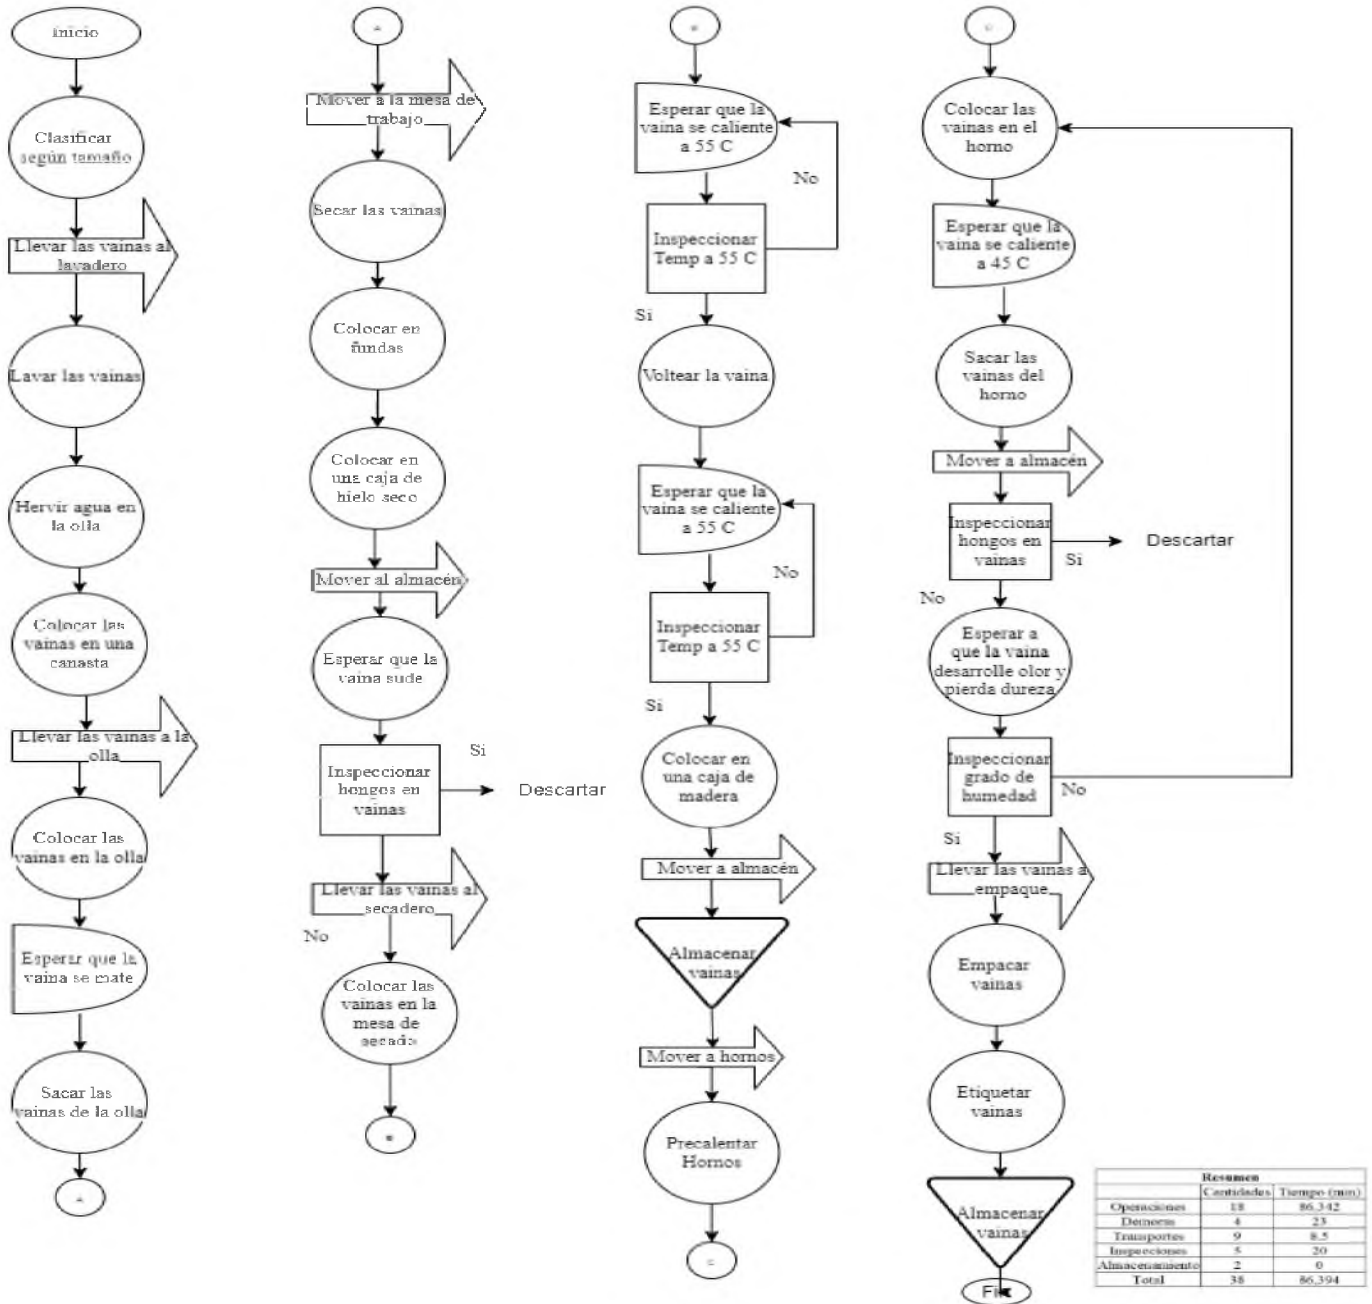 Inicio
Clasificar
según tamaño
Llevar las vainas al
lavadero
Lavar las vainas
Hervir agua en
la olla
Colocar las
vainas en una
canasta
Llevar las vainas a la
olla
Colocar las
vainas en la olla
Esperar que la
vaina se mate
Sacar las
vainas de la olla
A
A
Mover a la mesa de
trabajo
Secar las vainas
Colocar en
fundas
Colocar en
una caja de
hielo seco
Mover al almacén
Esperar que la
vaina sude
Inspeccionar
hongos en
vainas
Si
Descartar
Llevar las vainas al
secadero
No
Colocar las
vainas en la
mesa de
secado
B
B
Esperar que la
vaina se caliente
a 55 C
No
Inspeccionar
Temp a 55 C
Si
Voltear la vaina
Esperar que la
vaina se caliente
a 55 C
No
Inspeccionar
Temp a 55 C
Si
Colocar en
una caja de
madera
Mover a almacén
Almacenar
vainas
Mover a hornos
Precalentar
Hornos
C
C
Colocar las
vainas en el
horno
Esperar que la
vaina se caliente
a 45 C
Sacar las
vainas del
horno
Mover a almacén
Inspeccionar
hongos en
vainas
Si
Descartar
No
Esperar a
que la vaina
desarrolle olor y
pierda dureza
Inspeccionar
grado de
humedad
No
Si
Llevar las vainas a
empaque
Empacar
vainas
Etiquetar
vainas
Almacenar
vainas
Fin
Resumen
Cantidades Tiempo (min)
Operaciones 18 86.342
Demoras 4 23
Transportes 9 8.5
Inspecciones 5 20
Almacenamiento 2 0
Total 38 86.394